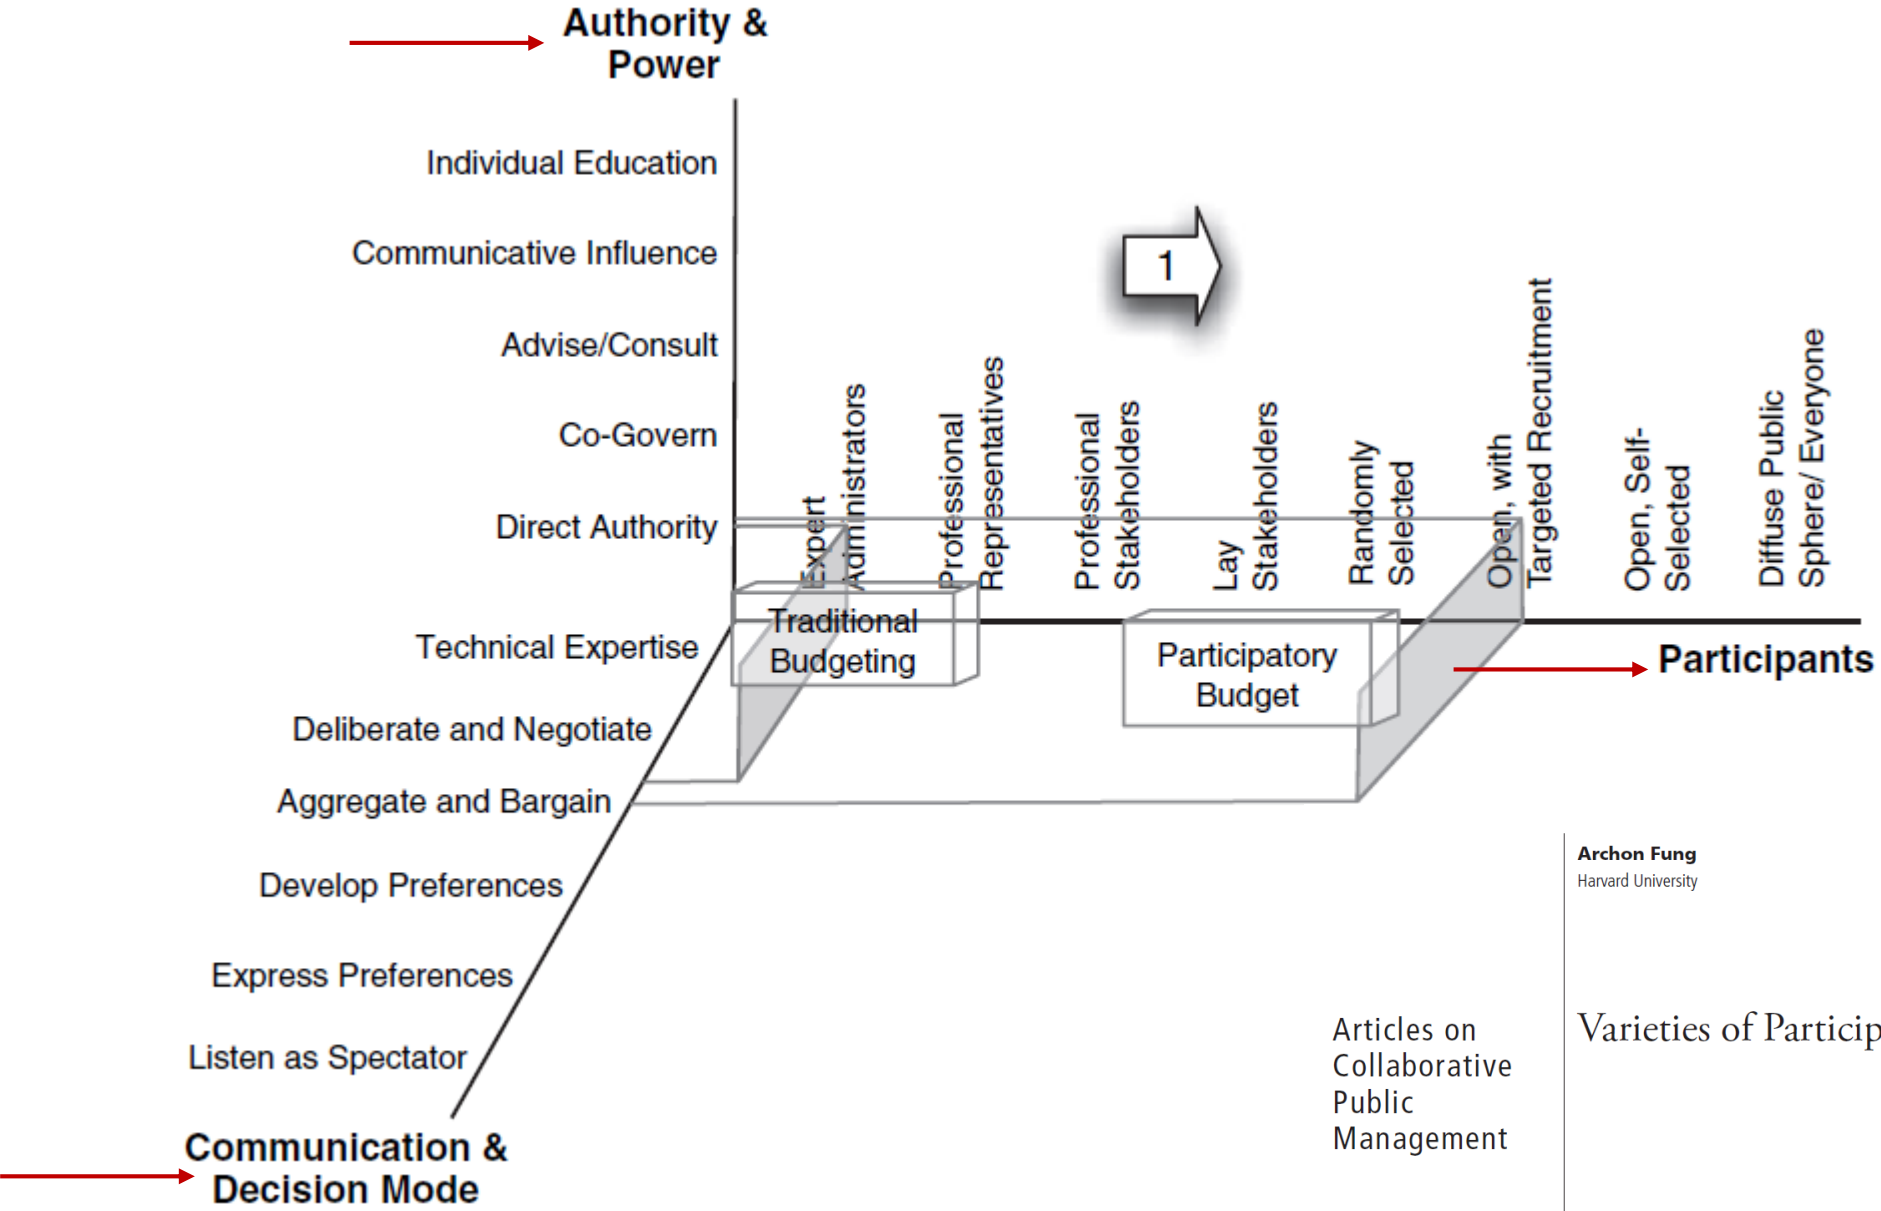 Authority &
Power
Individual Education
Communicative Influence
Advise/Consult
Co-Govern
Direct Authority
1
Expert
Administrators
Professional
Representatives
Professional
Stakeholders
Lay
Stakeholders
Randomly
Selected
Open, with
Targeted Recruitment
Open, Self-
Selected
Diffuse Public
Sphere/ Everyone
Participants
Traditional
Budgeting
Participatory
Budget
Technical Expertise
Deliberate and Negotiate
Aggregate and Bargain
Develop Preferences
Express Preferences
Listen as Spectator
Communication &
Decision Mode
Archon Fung
Harvard University
Articles on
Collaborative
Public
Management
Varieties of Particip